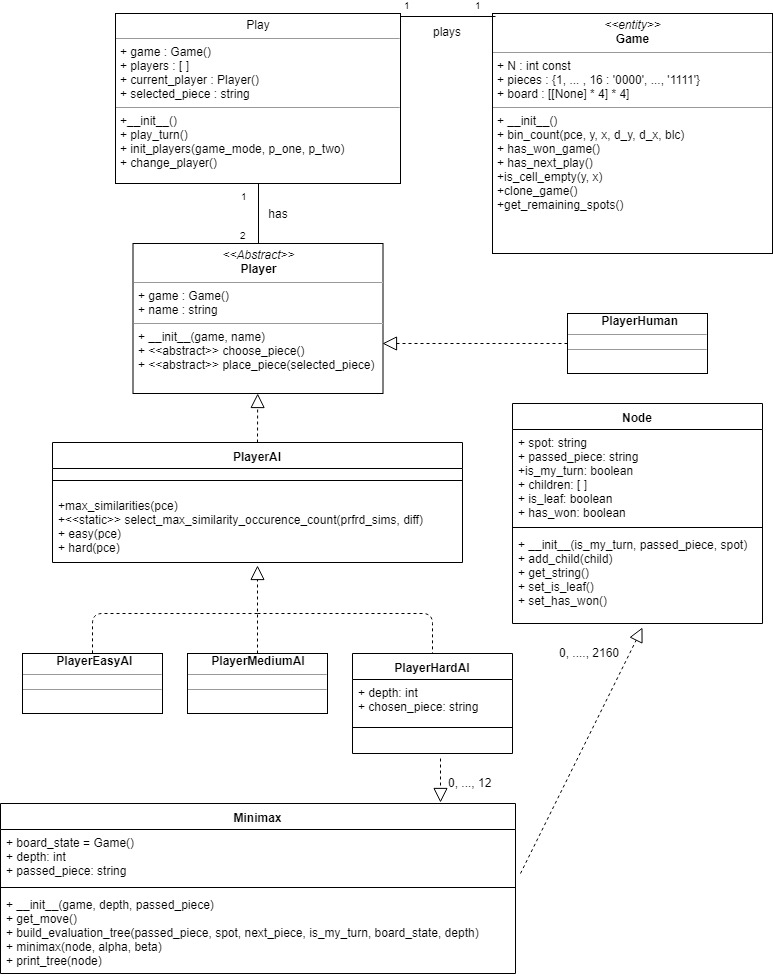 Play
+ game : Game()
+ players : [ ]
+ current_player : Player()
+ selected_piece : string
+__init__()
+ play_turn()
+ init_players(game_mode, p_one, p_two)
+ change_player()
1
1
plays
<<entity>>
Game
+ N : int const
+ pieces : {1, ... , 16 : '0000', ..., '1111'}
+ board : [[None] * 4] * 4]
+ __init__()
+ bin_count(pce, y, x, d_y, d_x, blc)
+ has_won_game()
+ has_next_play()
+is_cell_empty(y, x)
+clone_game()
+get_remaining_spots()
1
has
2
<<Abstract>>
Player
+ game : Game()
+ name : string
+ __init__(game, name)
+ <<abstract>> choose_piece()
+ <<abstract>> place_piece(selected_piece)
PlayerHuman
PlayerAI
+max_similarities(pce)
+<<static>> select_max_similarity_occurence_count(prfrd_sims, diff)
+ easy(pce)
+ hard(pce)
Node
+ spot: string
+ passed_piece: string
+is_my_turn: boolean
+ children: [ ]
+ is_leaf: boolean
+ has_won: boolean
+ __init__(is_my_turn, passed_piece, spot)
+ add_child(child)
+ get_string()
+ set_is_leaf()
+ set_has_won()
PlayerEasyAI
PlayerMediumAI
PlayerHardAI
+ depth: int
+ chosen_piece: string
0, ...., 2160
0, ..., 12
Minimax
+ board_state = Game()
+ depth: int
+ passed_piece: string
+ __init__(game, depth, passed_piece)
+ get_move()
+ build_evaluation_tree(passed_piece, spot, next_piece, is_my_turn, board_state, depth)
+ minimax(node, alpha, beta)
+ print_tree(node)